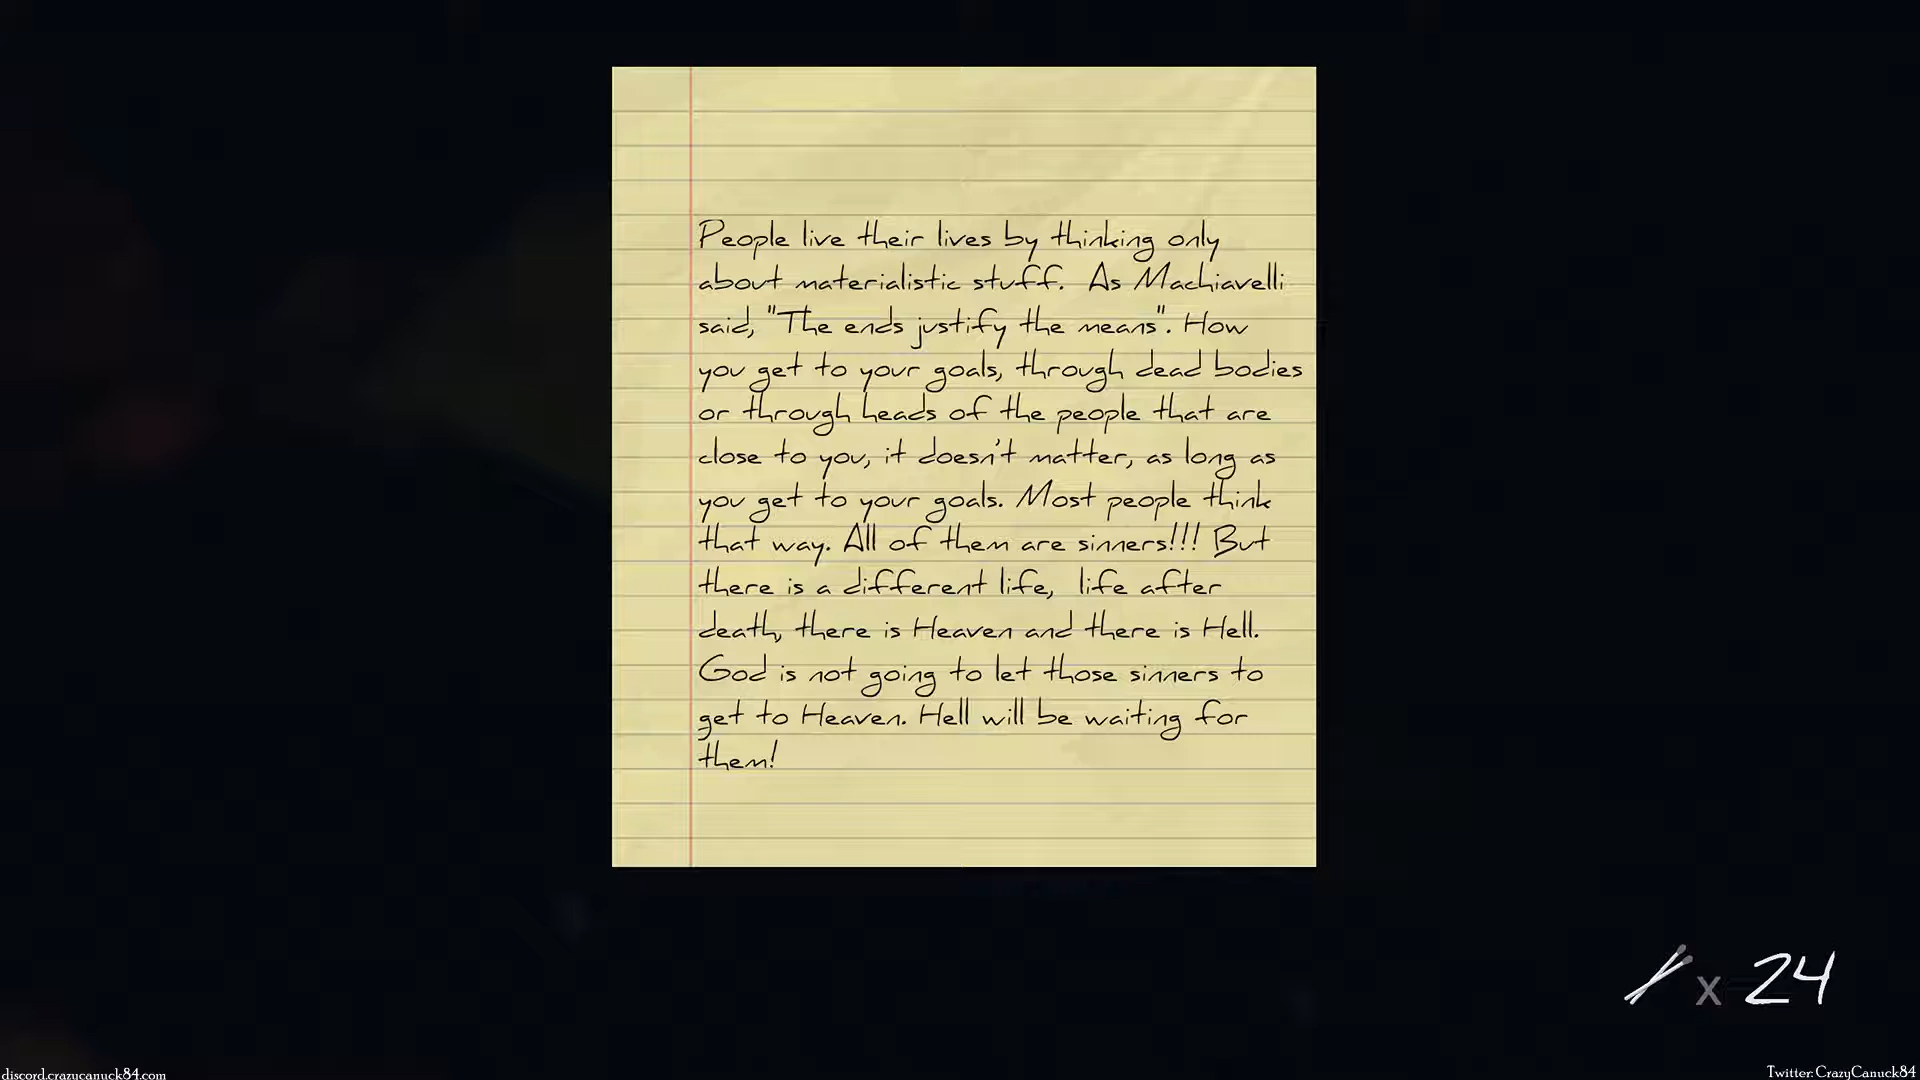 People live their lives by thinking only
about materialistic stuff.  As Machiavelli
said, "The ends justify the means". How
you get to your goals, through dead bodies
or through heads of the people that are
close to you, it doesn't matter, as long as
you get to your goals. Most people think
that way. All of them are sinners!!! But
there is a different life,  life after
death, there is Heaven and there is Hell.
God is not going to let those sinners to
get to Heaven. Hell will be waiting for
them!
x 24
discord.crazycanuck84.com
Twitter:CrazyCanuck84